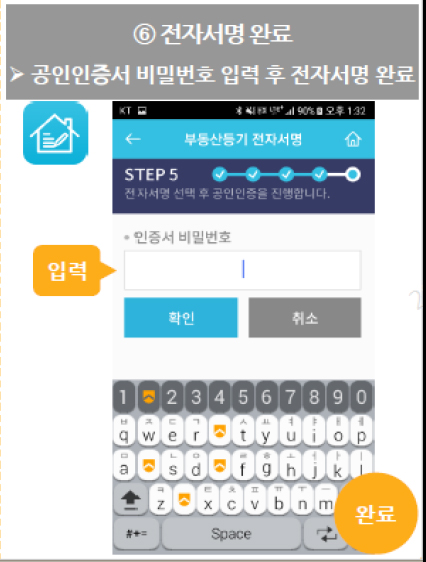 ⑥ 전자서명 완료
➢ 공인인증서 비밀번호 입력 후 전자서명 완료
KT 90% 오후 1:32
← 부동산등기 전자서명
STEP 5
전자서명 선택 후 공인인증을 진행합니다.
• 인증서 비밀번호
입력
확인 취소
1 2 3 4 5 6 7 8 9 0
ㅂ ㅈ ㄷ ㄱ ㅅ ㅛ ㅕ ㅑ ㅐ ㅔ
q w e r t y u i o p
ㅁ ㄴ ㅇ ㄹ ㅎ ㅗ ㅓ ㅏ ㅣ
a s d f g h j k l
ㅋ ㅌ ㅊ ㅍ ㅠ ㅜ ㅡ
z x c v b n m
완료
#+= Space